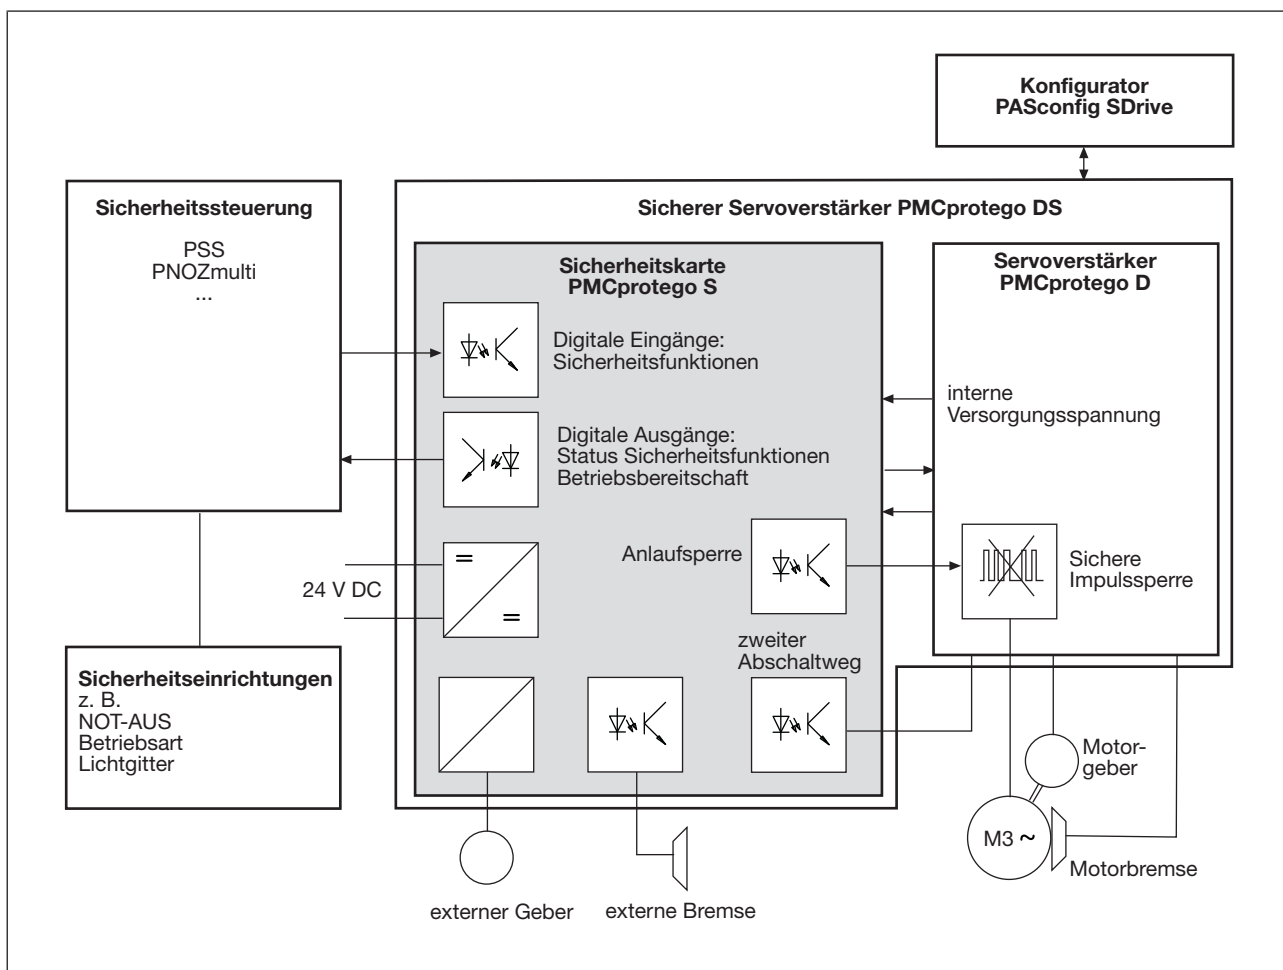 Konfigurator
PASconfig SDrive
Sicherheitssteuerung
PSS
PNOZmulti
...
Sicherer Servoverstärker PMCprotego DS
Sicherheitskarte
PMCprotego S
Servoverstärker
PMCprotego D
Digitale Eingänge:
Sicherheitsfunktionen
interne
Versorgungsspannung
Digitale Ausgänge:
Status Sicherheitsfunktionen
Betriebsbereitschaft
Anlaufsperre
Sichere
Impulssperre
24 V DC
=
=
zweiter
Abschaltweg
Sicherheitseinrichtungen
z. B.
NOT-AUS
Betriebsart
Lichtgitter
Motor-
geber
M3 ~
Motorbremse
externer Geber
externe Bremse